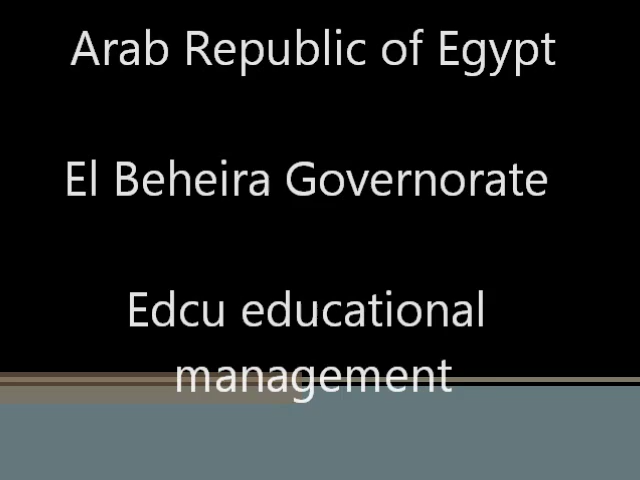 Arab Republic of Egypt
El Beheira Governorate
Edcu educational
management